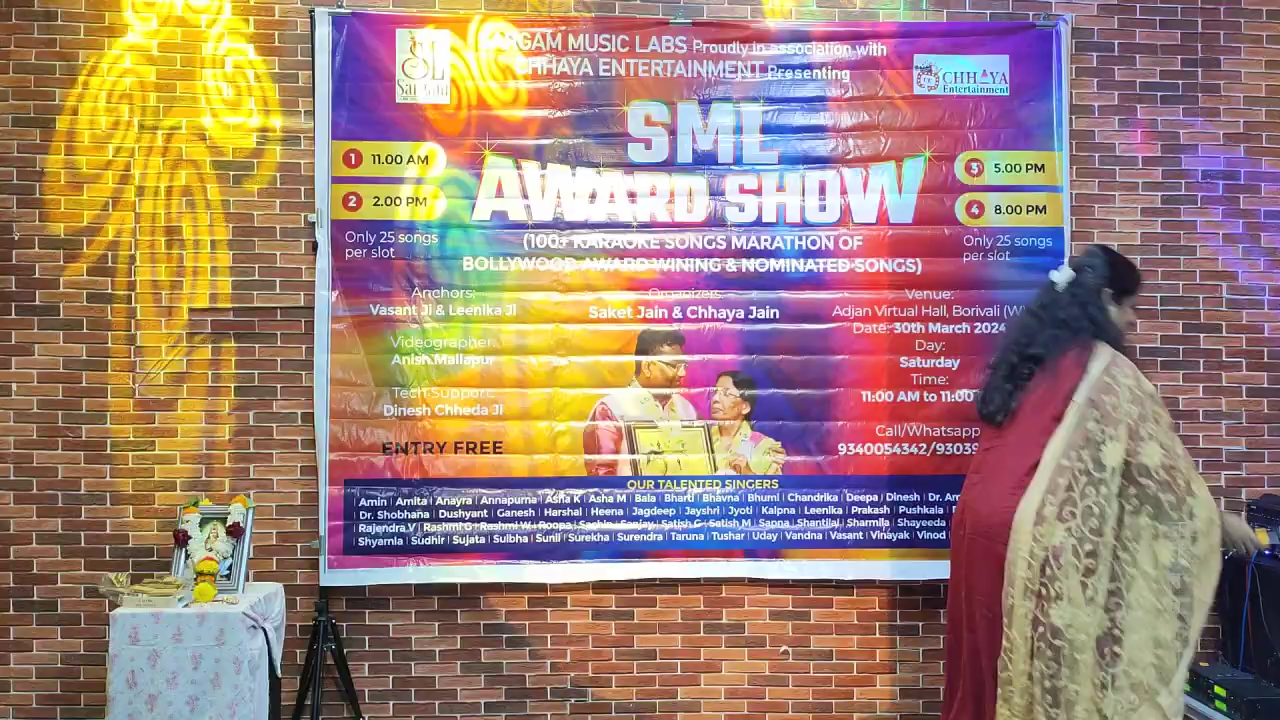 GAM MUSIC LABS Proudly in association with
CHHAYA ENTERTAINMENT Presenting
CHHAYA
Entertainment
SML
AWARD SHOW
1 11.00 AM
2 2.00 PM
Only 25 songs
per slot
3 5.00 PM
4 8.00 PM
Only 25 songs
per slot
(100+ KARAOKE SONGS MARATHON OF
BOLLYWOOD AWARD WINING & NOMINATED SONGS)
Anchors:
Vasant Ji & Leenika Ji
Videographer:
Anish Mallapur
Tech Support:
Dinesh Chheda Ji
ENTRY FREE
Organizers
Saket Jain & Chhaya Jain
Venue:
Adjan Virtual Hall, Borivali (W
Date: 30th March 2024
Day:
Saturday
Time:
11:00 AM to 11:00
Call/Whatsapp
9340054342/93039
OUR TALENTED SINGERS
Amin | Amita | Anayra | Annapurna | Asha K | Asha M | Bala | Bharti | Bhavna | Bhumi | Chandrika | Deepa | Dinesh | Dr. Am
Dr. Shobhana | Dushyant | Ganesh | Harshal | Heena | Jagdeep | Jayshri | Jyoti | Kalpna | Leenika | Prakash | Pushkala |
Rajendra V | Rashmi G | Rashmi W | Roopa | Sachin | Sanjay | Satish G | Satish M | Sapna | Shantilal | Sharmila | Shayeeda
Shyamla | Sudhir | Sujata | Sulbha | Sunil | Surekha | Surendra | Taruna | Tushar | Uday | Vandna | Vasant | Vinayak | Vinod